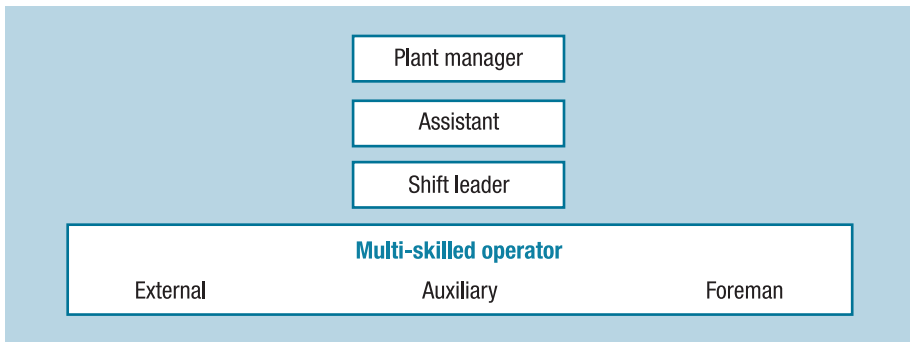 Plant manager
Assistant
Shift leader
Multi-skilled operator
External Auxiliary Foreman